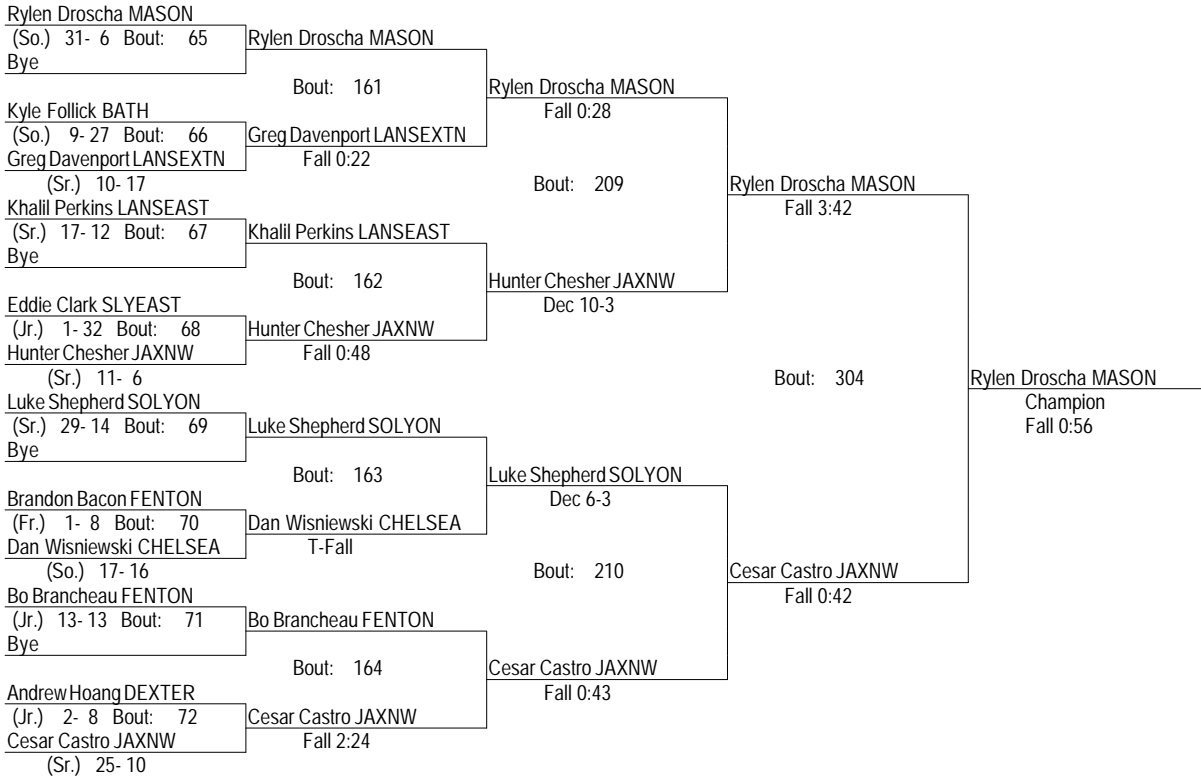 Rylen Droscha MASON
(So.) 31- 6 Bout: 65
Bye
Kyle Follick BATH
(So.) 9- 27 Bout: 66
Greg Davenport LANSEXTN
(Sr.) 10- 17
Khalil Perkins LANSEAST
(Sr.) 17- 12 Bout: 67
Bye
Eddie Clark SLYEAST
(Jr.) 1- 32 Bout: 68
Hunter Chesher JAXNW
(Sr.) 11- 6
Luke Shepherd SOLYON
(Sr.) 29- 14 Bout: 69
Bye
Brandon Bacon FENTON
(Fr.) 1- 8 Bout: 70
Dan Wisniewski CHELSEA
(So.) 17- 16
Bo Brancheau FENTON
(Jr.) 13- 13 Bout: 71
Bye
Andrew Hoang DEXTER
(Jr.) 2- 8 Bout: 72
Cesar Castro JAXNW
(Sr.) 25- 10
Rylen Droscha MASON
Bout: 161
Greg Davenport LANSEXTN
Fall 0:22
Khalil Perkins LANSEAST
Bout: 162
Hunter Chesher JAXNW
Fall 0:48
Luke Shepherd SOLYON
Bout: 163
Dan Wisniewski CHELSEA
T-Fall
Bo Brancheau FENTON
Bout: 164
Cesar Castro JAXNW
Fall 2:24
Rylen Droscha MASON
Fall 0:28
Bout: 209
Hunter Chesher JAXNW
Dec 10-3
Luke Shepherd SOLYON
Dec 6-3
Bout: 210
Cesar Castro JAXNW
Fall 0:43
Rylen Droscha MASON
Fall 3:42
Bout: 304
Cesar Castro JAXNW
Fall 0:42
Rylen Droscha MASON
Champion
Fall 0:56